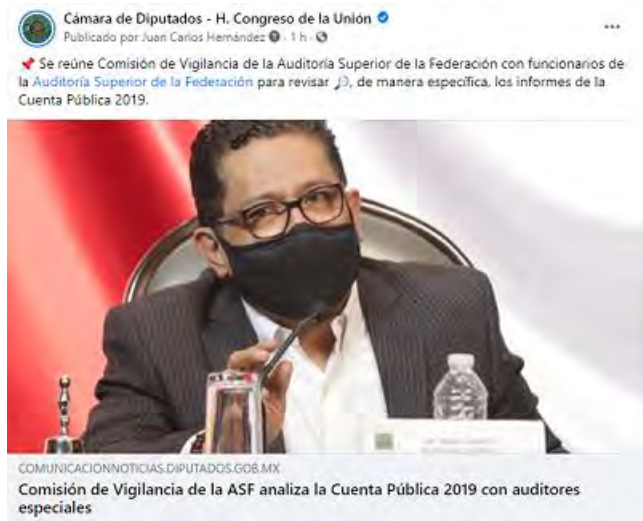 Cámara de Diputados - H. Congreso de la Unión
Publicado por Juan Carlos Hernández · 1 h ·
📌 Se reúne Comisión de Vigilancia de la Auditoría Superior de la Federación con funcionarios de
la Auditoría Superior de la Federación para revisar 🔎, de manera específica, los informes de la
Cuenta Pública 2019.
COMUNICACIONNOTICIAS.DIPUTADOS.GOB.MX
Comisión de Vigilancia de la ASF analiza la Cuenta Pública 2019 con auditores
especiales